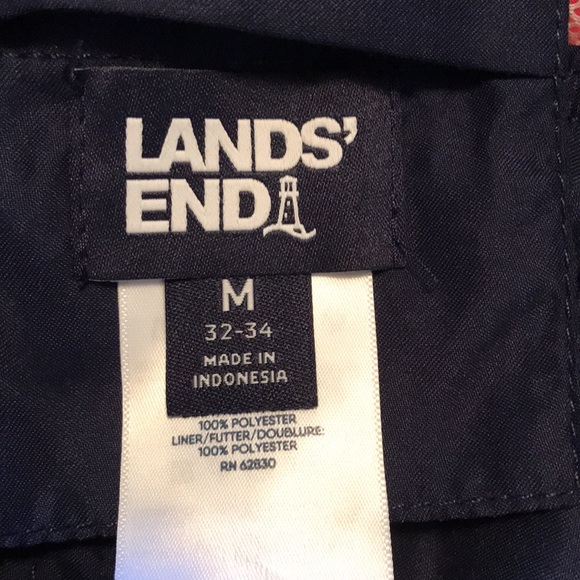 LANDS'
END
M
32-34
MADE IN
INDONESIA
100% POLYESTER
LINER/FUTTER/DOUBLURE:
100% POLYESTER
RN 62830